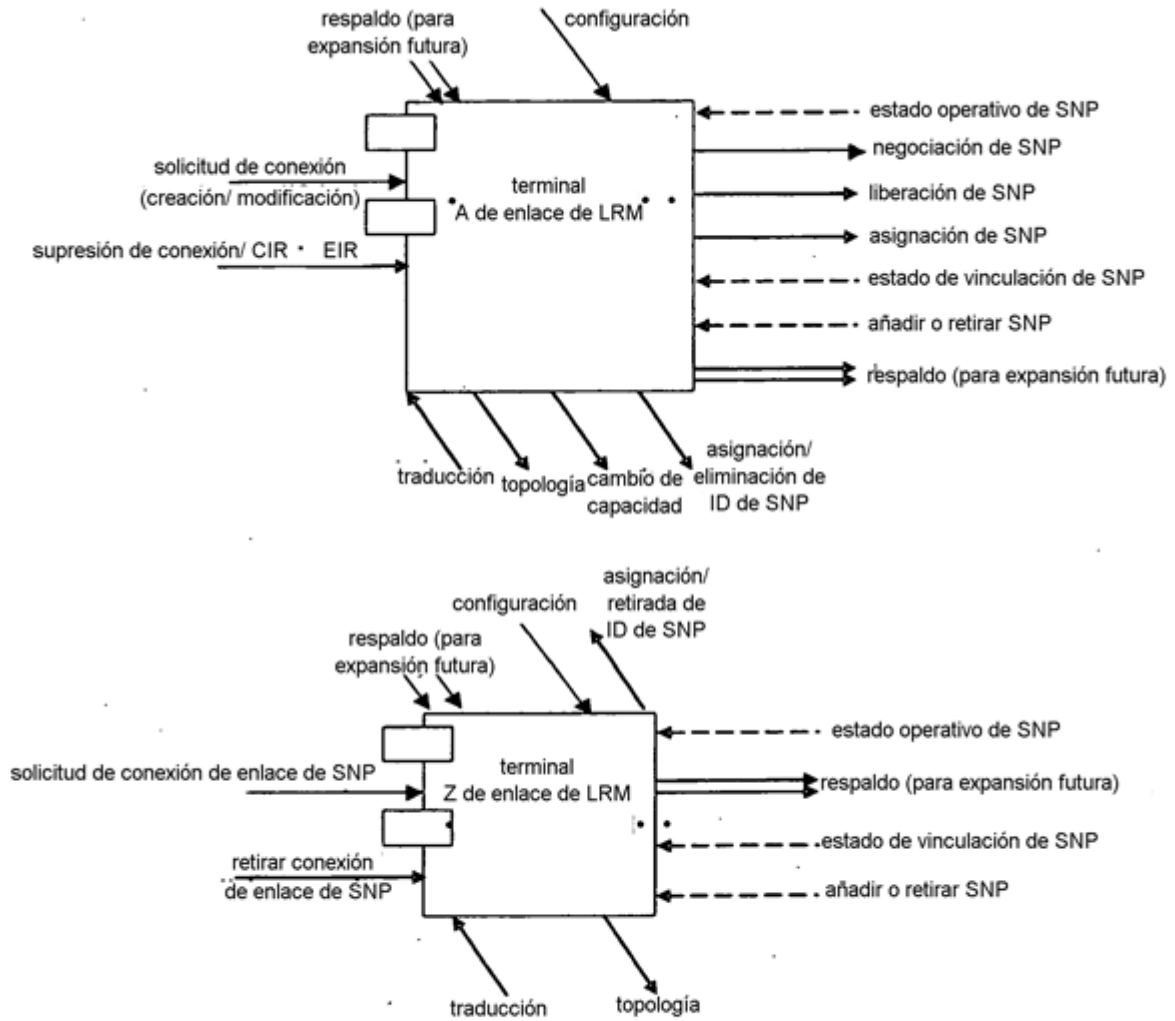 respaldo (para
expansión futura)
configuración
estado operativo de SNP
negociación de SNP
solicitud de conexión
(creación/ modificación)
terminal
A de enlace de LRM
liberación de SNP
asignación de SNP
supresión de conexión/ CIR · EIR
estado de vinculación de SNP
añadir o retirar SNP
respaldo (para expansión futura)
traducción
topología
cambio de
capacidad
asignación/
eliminación de
ID de SNP
asignación/
retirada de
ID de SNP
configuración
respaldo (para
expansión futura)
estado operativo de SNP
solicitud de conexión de enlace de SNP
terminal
Z de enlace de LRM
respaldo (para expansión futura)
estado de vinculación de SNP
retirar conexión
de enlace de SNP
añadir o retirar SNP
traducción
topología